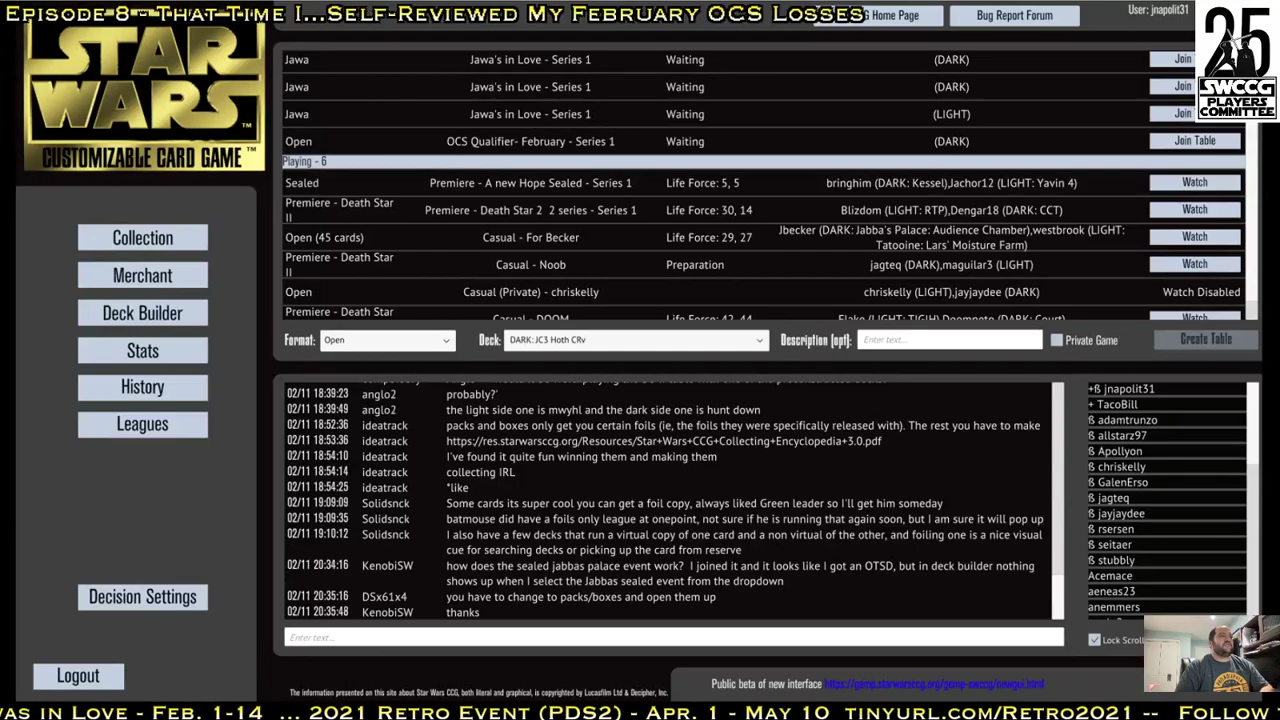 Episode 8 - That Time I...Self-Reviewed My February OCS Losses
Home Page
Bug Report Forum
User: jnapolit31
25
SWCCG
PLAYERS
COMMITTEE
STAR
WARS
TM
CUSTOMIZABLE CARD GAME
Jawa Jawa's in Love - Series 1 Waiting (DARK) Join
Jawa Jawa's in Love - Series 1 Waiting (DARK) Join
Jawa Jawa's in Love - Series 1 Waiting (LIGHT) Join
Open OCS Qualifier- February - Series 1 Waiting (DARK) Join Table
Playing - 6
Sealed Premiere - A new Hope Sealed - Series 1 Life Force: 5, 5 bringhim (DARK: Kessel),Jachor12 (LIGHT: Yavin 4) Watch
Premiere - Death Star II Premiere - Death Star 2 2 series - Series 1 Life Force: 30, 14 Blizdom (LIGHT: RTP),Dengar18 (DARK: CCT) Watch
Open (45 cards) Casual - For Becker Life Force: 29, 27 Jbecker (DARK: Jabba's Palace: Audience Chamber),westbrook (LIGHT: Tatooine: Lars' Moisture Farm) Watch
Premiere - Death Star II Casual - Noob Preparation jagteq (DARK),maguilar3 (LIGHT) Watch
Open Casual (Private) - chriskelly chriskelly (LIGHT),jayjaydee (DARK) Watch Disabled
Premiere - Death Star Casual - DOOM Life Force: 42, 44 Watch
Format: Open Deck: DARK: JC3 Hoth CRv Description (opt): Enter text... Private Game Create Table
Collection
Merchant
Deck Builder
Stats
History
Leagues
Decision Settings
Logout
02/11 18:39:23 anglo2 probably?'
02/11 18:39:49 anglo2 the light side one is mwyhl and the dark side one is hunt down
02/11 18:52:36 ideatrack packs and boxes only get you certain foils (ie, the foils they were specifically released with). The rest you have to make
02/11 18:53:36 ideatrack https://res.starwarsccg.org/Resources/Star+Wars+CCG+Collecting+Encyclopedia+3.0.pdf
02/11 18:54:10 ideatrack I've found it quite fun winning them and making them
02/11 18:54:14 ideatrack collecting IRL
02/11 18:54:25 ideatrack *like
02/11 19:09:09 Solidsnck Some cards its super cool you can get a foil copy, always liked Green leader so I'll get him someday
02/11 19:09:35 Solidsnck batmouse did have a foils only league at onepoint, not sure if he is running that again soon, but I am sure it will pop up
02/11 19:10:12 Solidsnck I also have a few decks that run a virtual copy of one card and a non virtual of the other, and foiling one is a nice visual
cue for searching decks or picking up the card from reserve
02/11 20:34:16 KenobiSW how does the sealed jabbas palace event work? I joined it and it looks like I got an OTSD, but in deck builder nothing
shows up when I select the Jabbas sealed event from the dropdown
02/11 20:35:16 DSx61x4 you have to change to packs/boxes and open them up
02/11 20:35:48 KenobiSW thanks
Enter text...
+ß jnapolit31
+ TacoBill
ß adamtrunzo
ß allstarz97
ß Apollyon
ß chriskelly
ß GalenErso
ß jagteq
ß jayjaydee
ß rsersen
ß seitaer
ß stubbly
Acemace
aeneas23
anemmers
Lock Scroll
The information presented on this site about Star Wars CCG, both literal and graphical, is copyrighted by Lucasfilm Ltd & Decipher, Inc.
Public beta of new interface https://gemp.starwarsccg.org/gemp-swccg/newgui.html
was in Love - Feb. 1-14 ... 2021 Retro Event (PDS2) - Apr. 1 - May 10 tinyurl.com/Retro2021 -- Follow